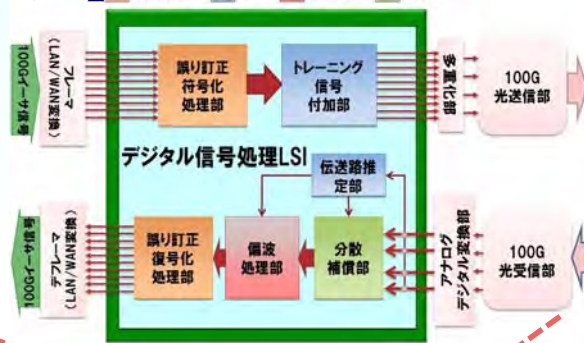 100Gイーサ信号
フレーマ
(LAN/WAN変換)
誤り訂正
符号化
処理部
トレーニング
信号
付加部
多重化部
100G
光送信部
デジタル信号処理LSI
伝送路推
定部
100Gイーサ信号
デフレーマ
(LAN/WAN変換)
誤り訂正
復号化
処理部
偏波
処理部
分散
補償部
アナログ
デジタル変換部
100G
光受信部